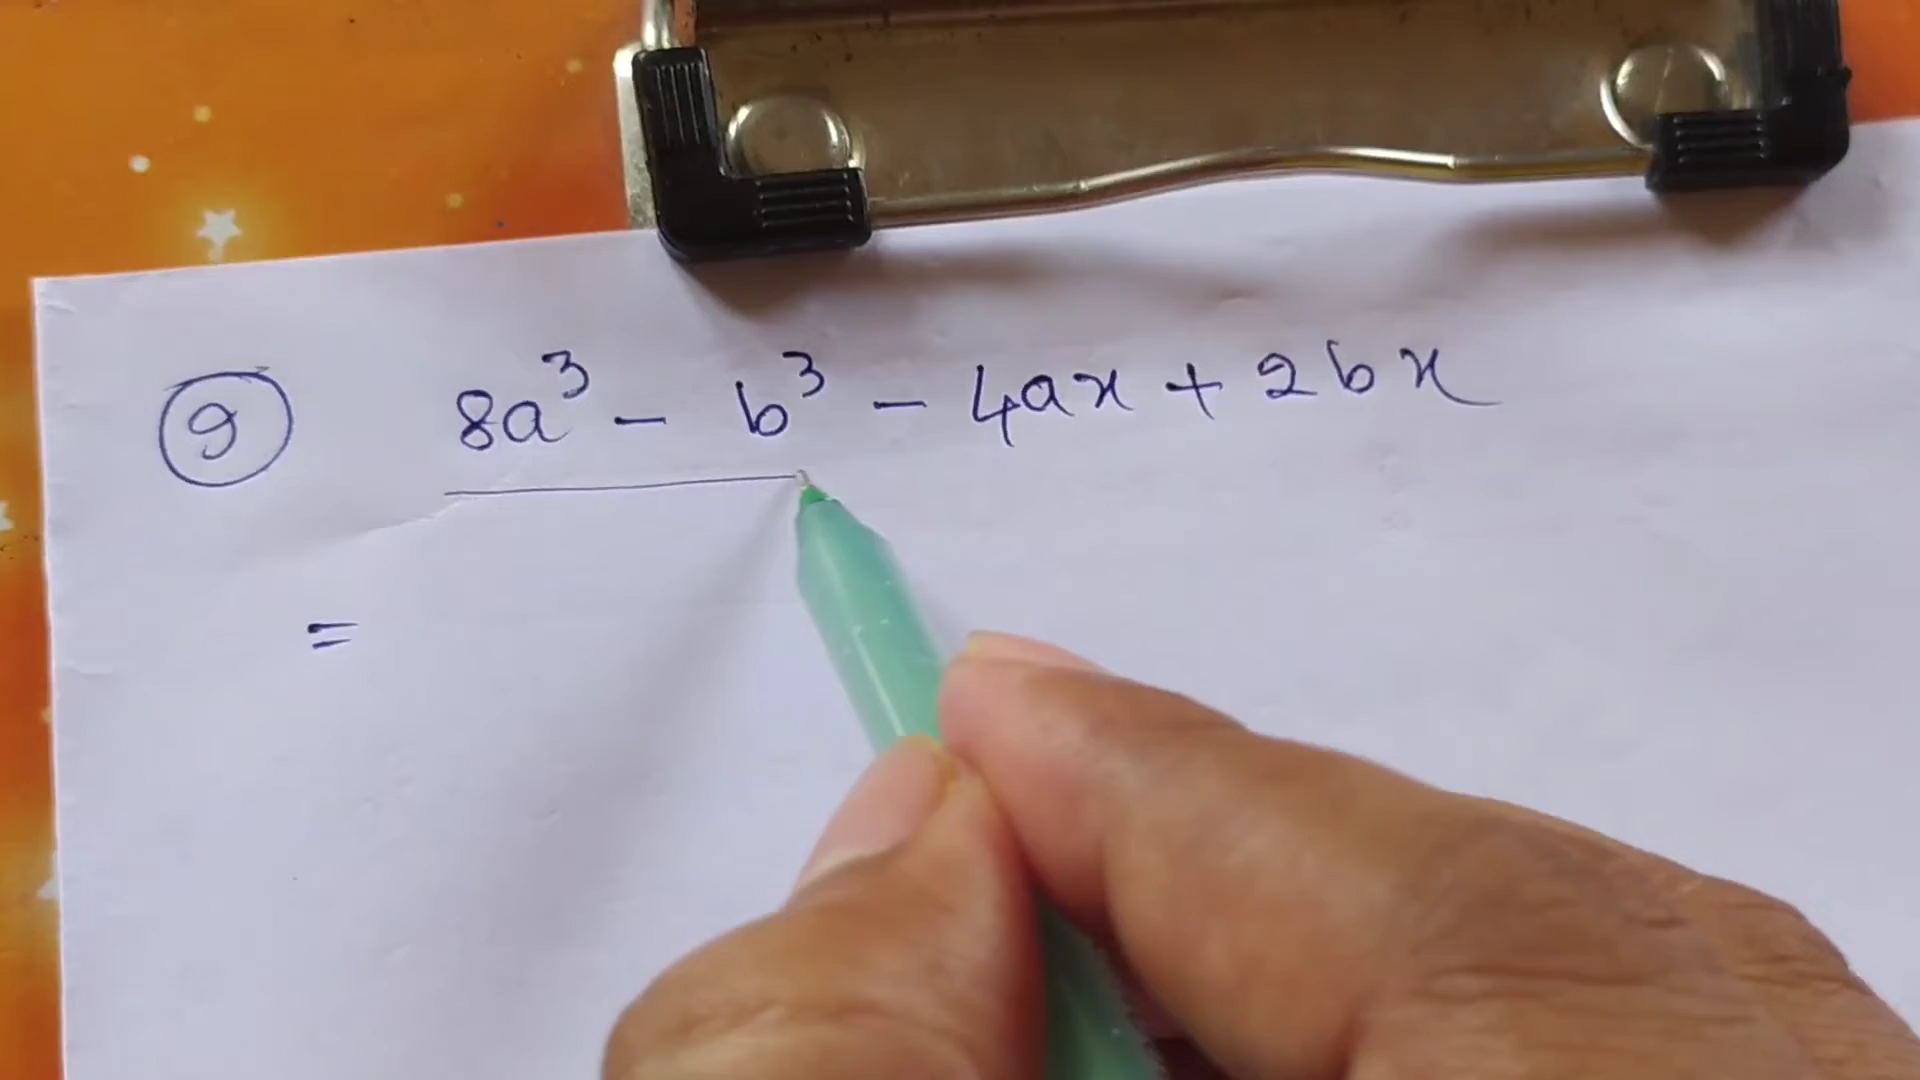 9 8a³ - b³ - 4ax + 2bx
=